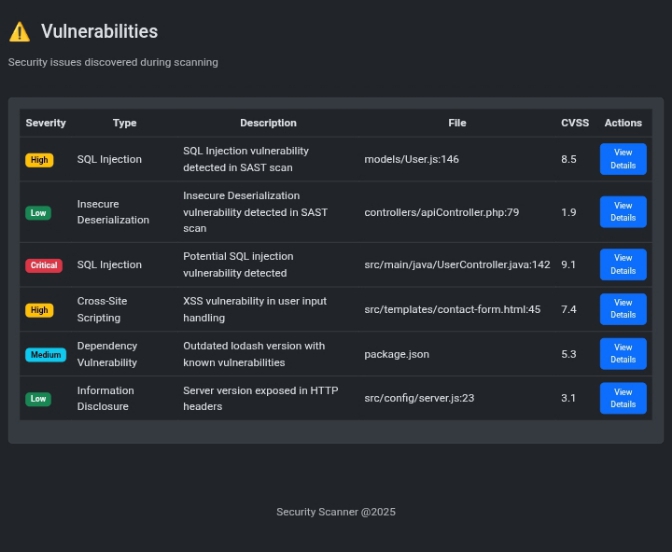 ⚠️ Vulnerabilities
Security issues discovered during scanning
Severity Type Description File CVSS Actions
High SQL Injection SQL Injection vulnerability detected in SAST scan models/User.js:146 8.5 View Details
Low Insecure Deserialization Insecure Deserialization vulnerability detected in SAST scan controllers/apiController.php:79 1.9 View Details
Critical SQL Injection Potential SQL injection vulnerability detected src/main/java/UserController.java:142 9.1 View Details
High Cross-Site Scripting XSS vulnerability in user input handling src/templates/contact-form.html:45 7.4 View Details
Medium Dependency Vulnerability Outdated lodash version with known vulnerabilities package.json 5.3 View Details
Low Information Disclosure Server version exposed in HTTP headers src/config/server.js:23 3.1 View Details
Security Scanner @2025